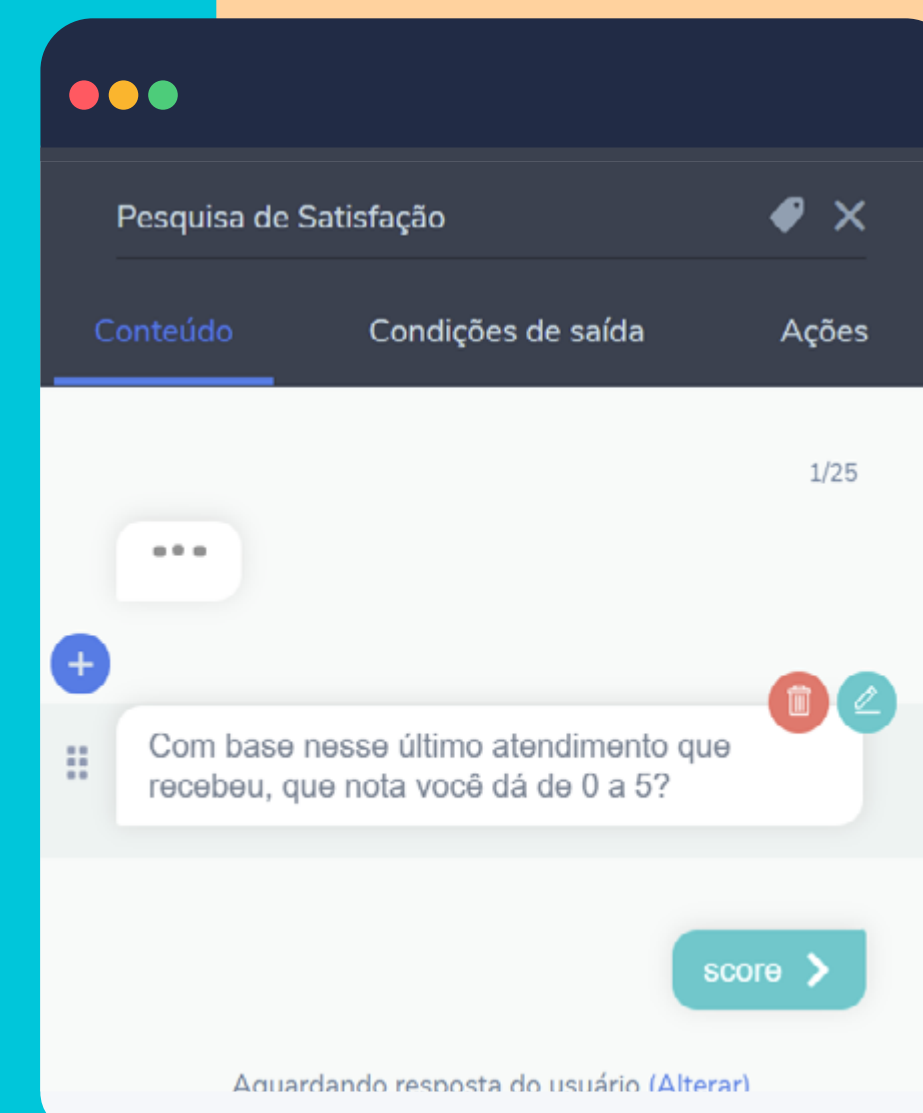 Pesquisa de Satisfação
Conteúdo Condições de saída Ações
1/25
Com base nesse último atendimento que
recebeu, que nota você dá de 0 a 5?
score
Aguardando resposta do usuário (Alterar)